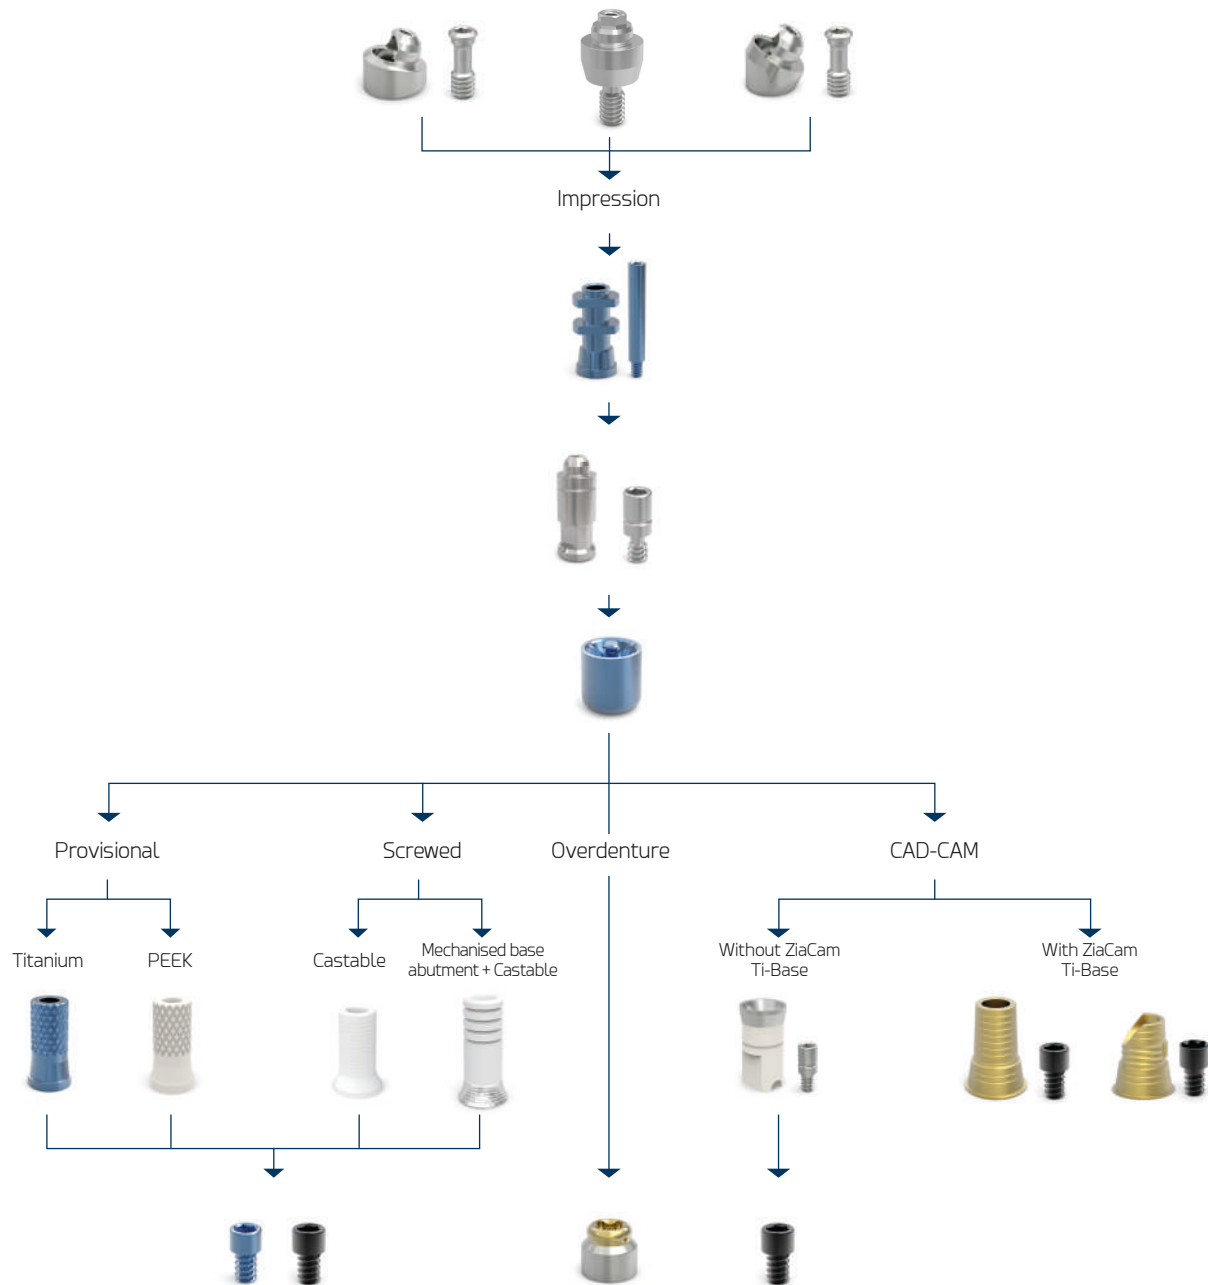 Impression
Provisional
Screwed
Overdenture
CAD-CAM
Titanium
PEEK
Castable
Mechanised base
abutment + Castable
Without ZiaCam
Ti-Base
With ZiaCam
Ti-Base